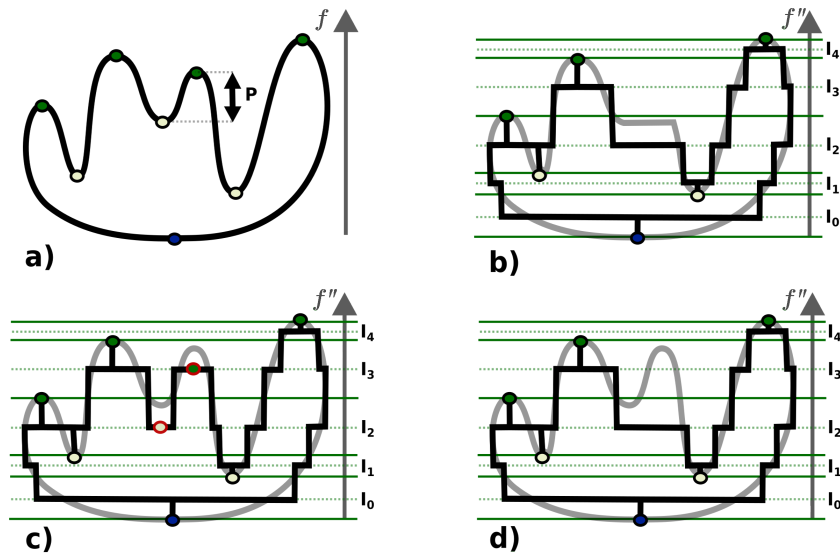 f
P
a)
f″
I₄
I₃
I₂
I₁
I₀
b)
f″
I₄
I₃
I₂
I₁
I₀
c)
f″
I₄
I₃
I₂
I₁
I₀
d)